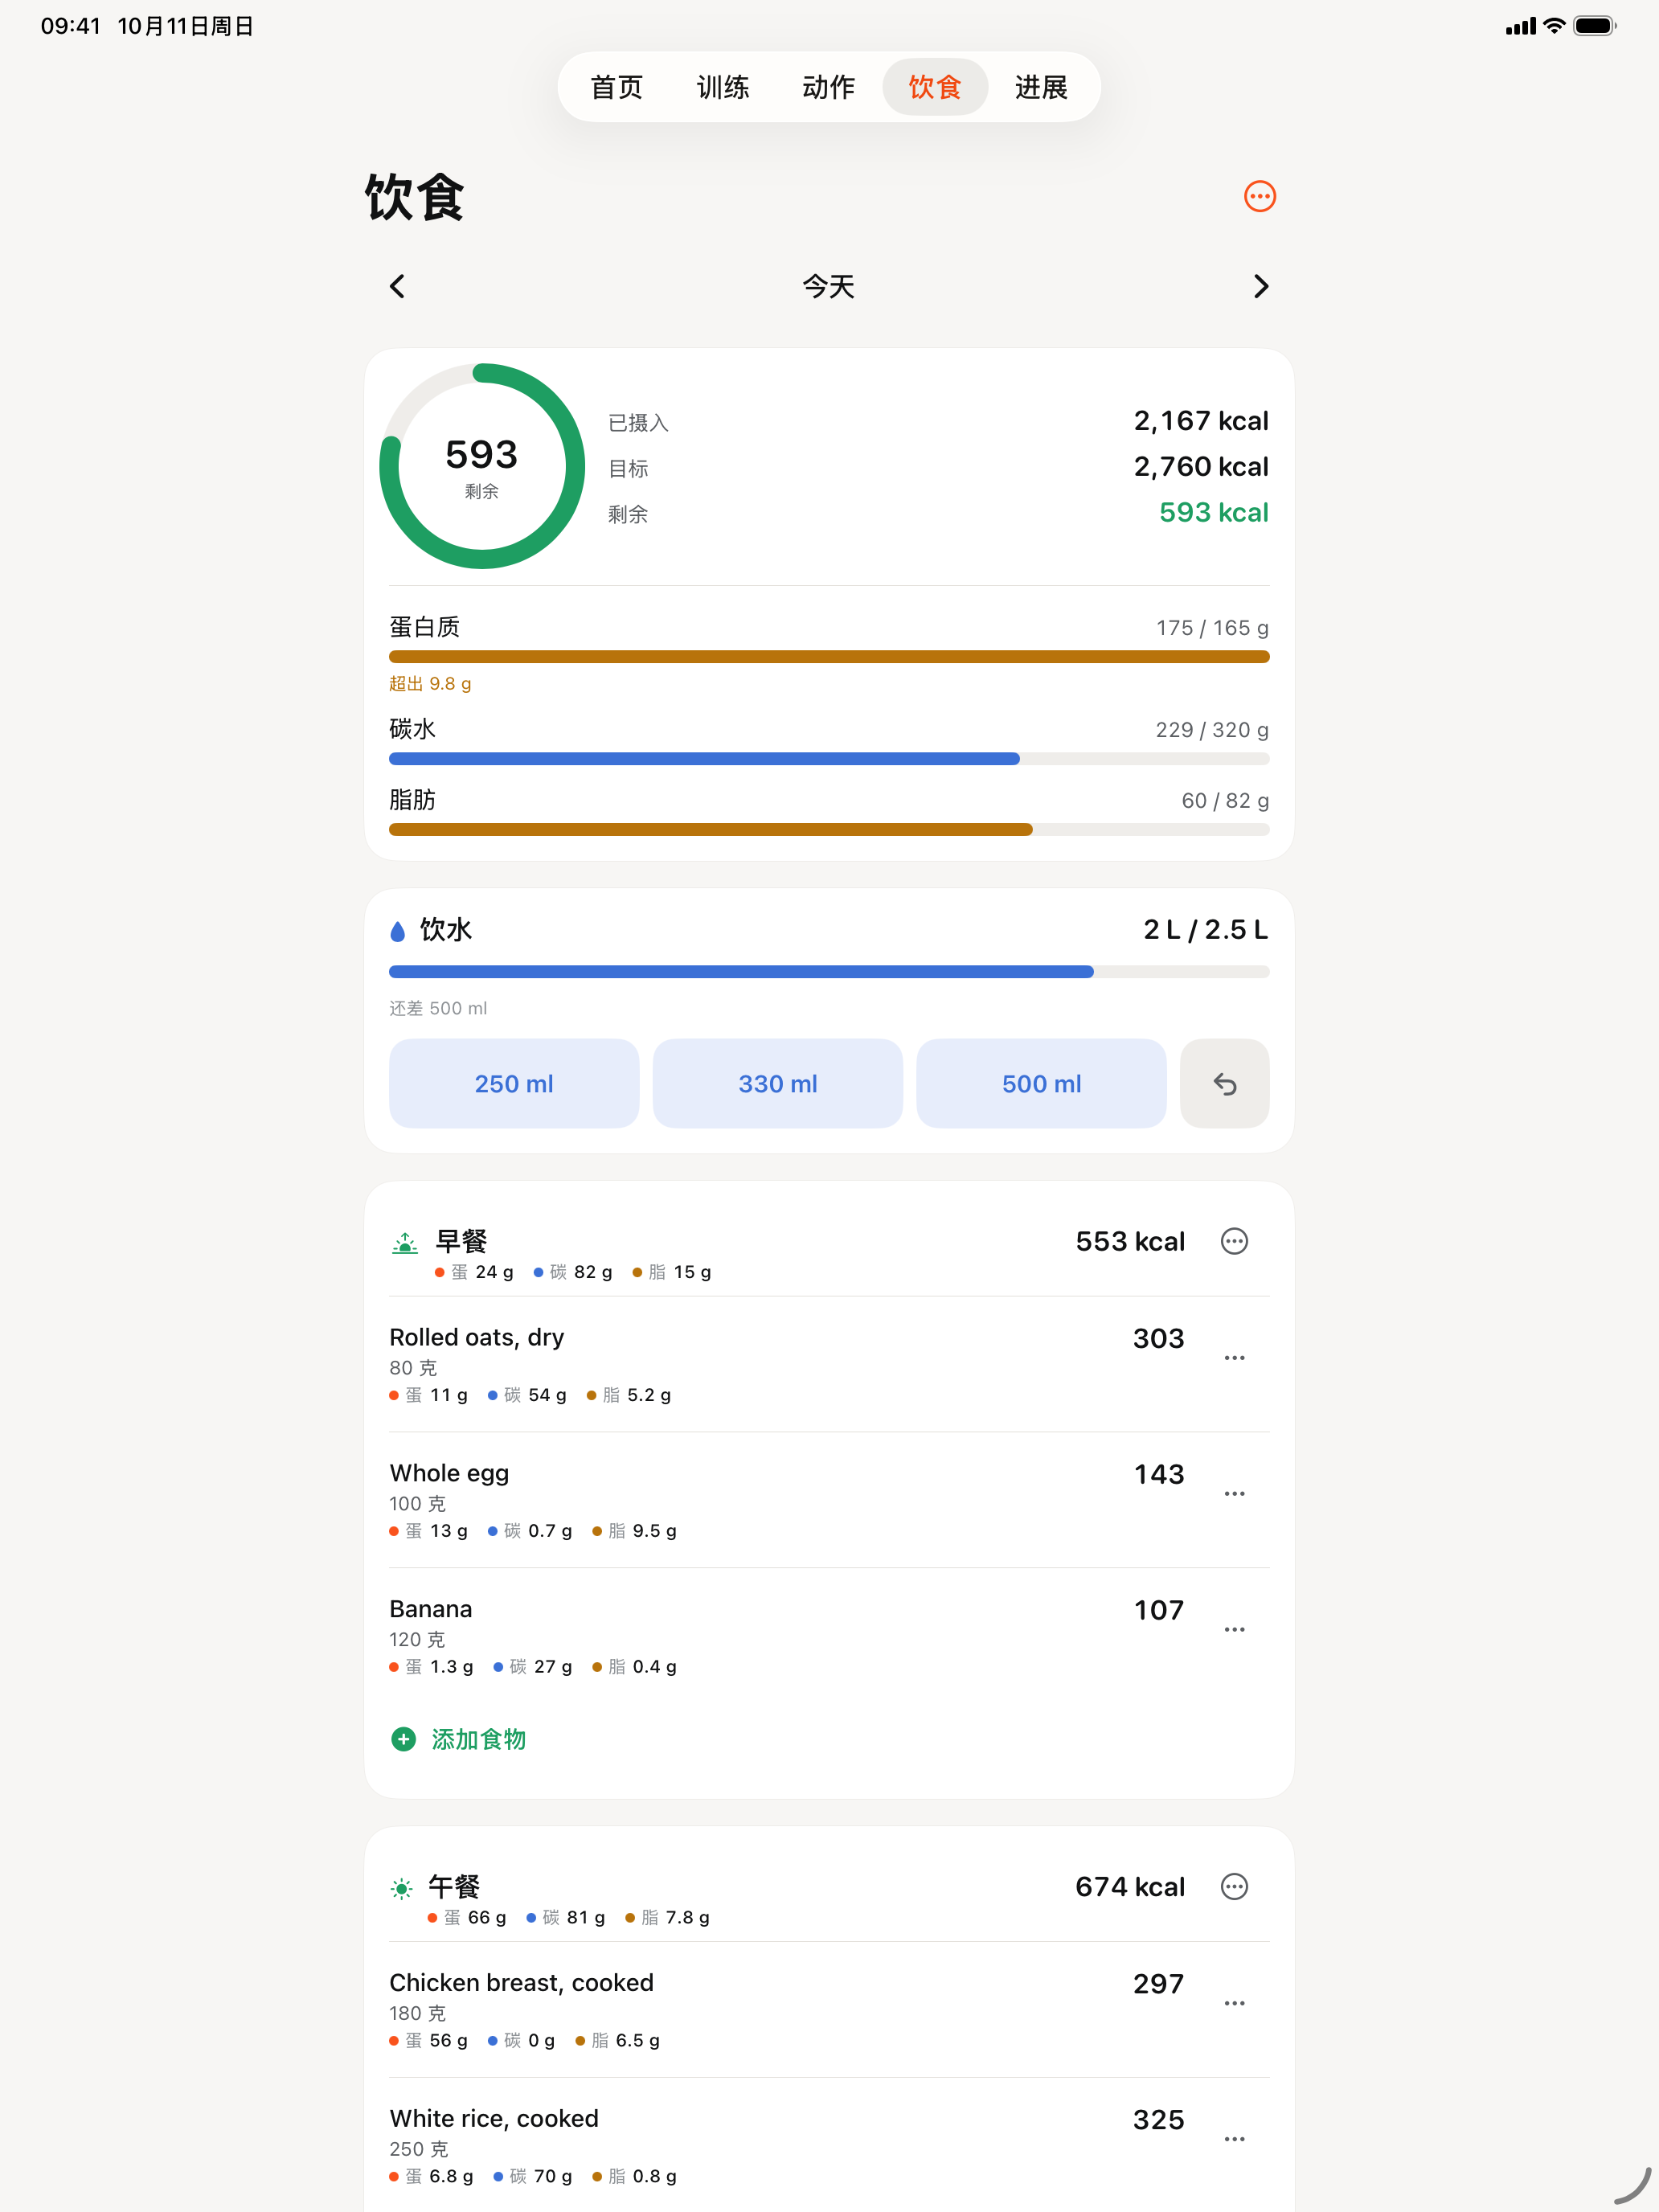 09:41 10月11日周日
首页 训练 动作 饮食 进展
饮食
今天
593
剩余
已摄入 2,167 kcal
目标 2,760 kcal
剩余 593 kcal
蛋白质 175 / 165 g
超出 9.8 g
碳水 229 / 320 g
脂肪 60 / 82 g
饮水 2 L / 2.5 L
还差 500 ml
250 ml 330 ml 500 ml
早餐 553 kcal
蛋 24 g 碳 82 g 脂 15 g
Rolled oats, dry 303
80 克
蛋 11 g 碳 54 g 脂 5.2 g
Whole egg 143
100 克
蛋 13 g 碳 0.7 g 脂 9.5 g
Banana 107
120 克
蛋 1.3 g 碳 27 g 脂 0.4 g
添加食物
午餐 674 kcal
蛋 66 g 碳 81 g 脂 7.8 g
Chicken breast, cooked 297
180 克
蛋 56 g 碳 0 g 脂 6.5 g
White rice, cooked 325
250 克
蛋 6.8 g 碳 70 g 脂 0.8 g